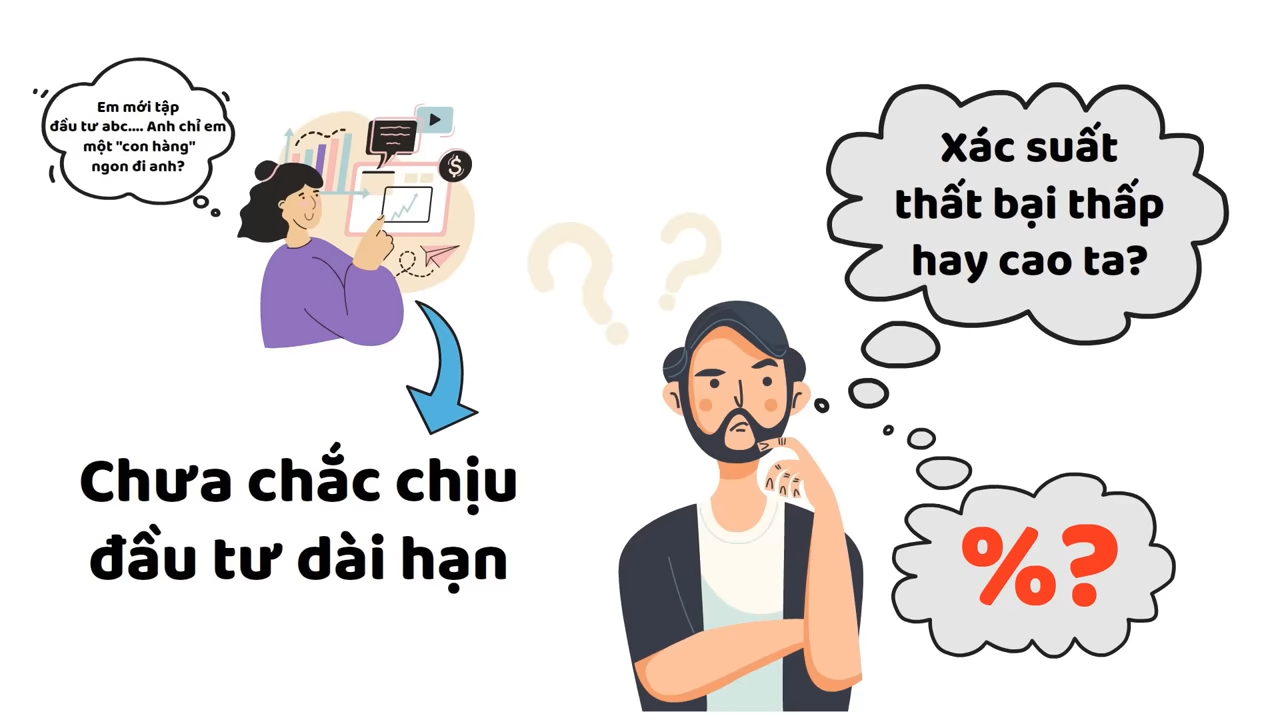 Em mới tập
đầu tư abc.... Anh chỉ em
một "con hàng"
ngon đi anh?
$
Chưa chắc chịu
đầu tư dài hạn
? ?
Xác suất
thất bại thấp
hay cao ta?
%?